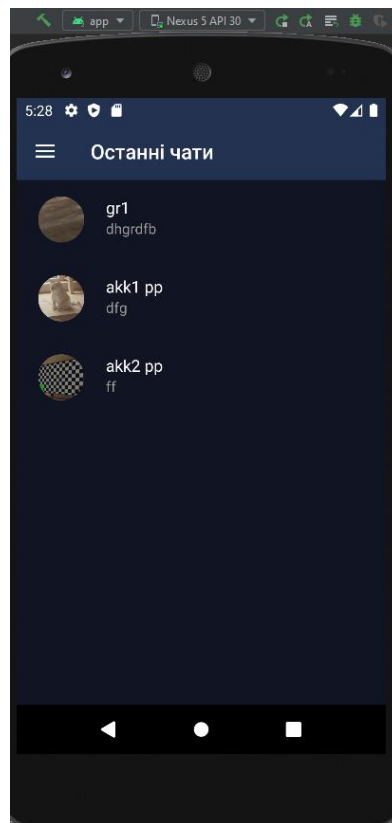 app Nexus 5 API 30
5:28
Останні чати
gr1
dhgrdfb
akk1 pp
dfg
akk2 pp
ff